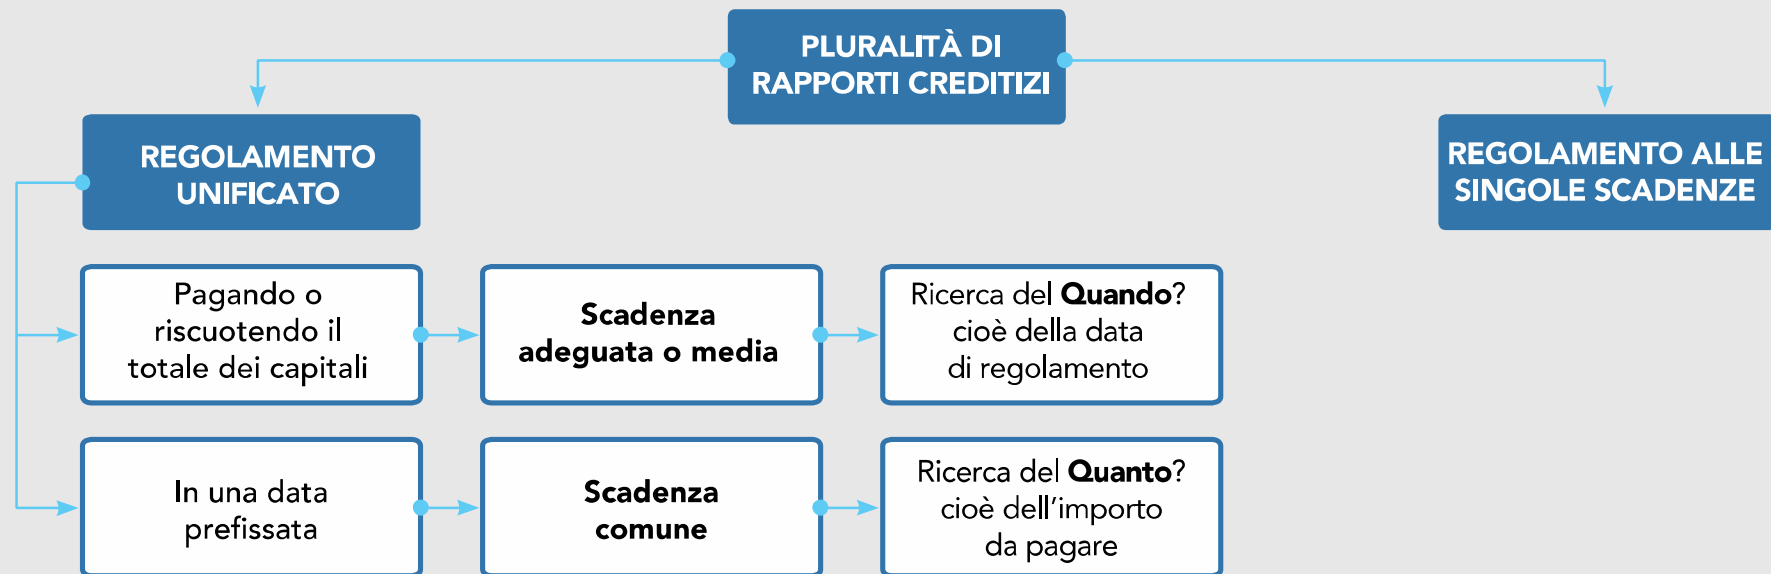 PLURALITÀ DI
RAPPORTI CREDITIZI
REGOLAMENTO
UNIFICATO
REGOLAMENTO ALLE
SINGOLE SCADENZE
Pagando o
riscuotendo il
totale dei capitali
Scadenza
adeguata o media
Ricerca del Quando?
cioè della data
di regolamento
In una data
prefissata
Scadenza
comune
Ricerca del Quanto?
cioè dell'importo
da pagare